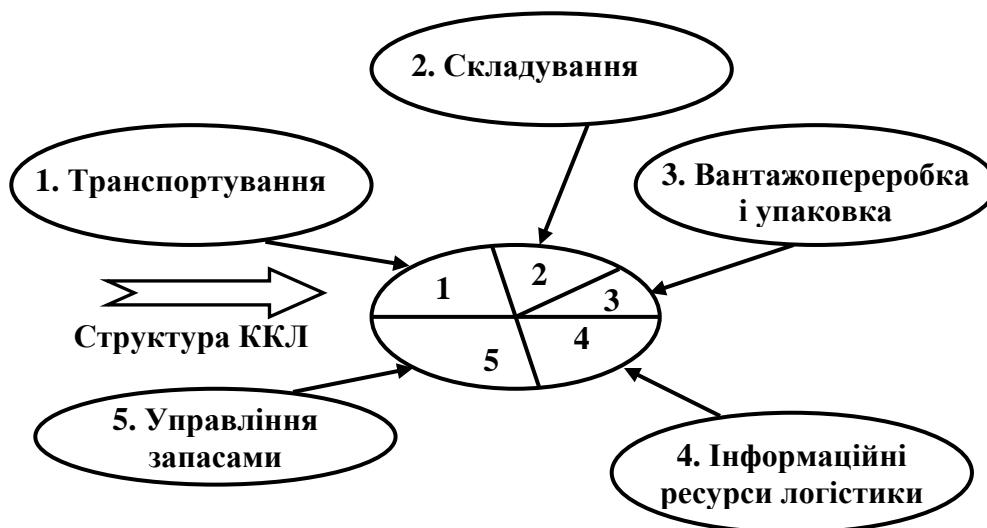 2. Складування
1. Транспортування
3. Вантажопереробка
і упаковка
2
1
3
Структура ККЛ
4
5
5. Управління
запасами
4. Інформаційні
ресурси логістики